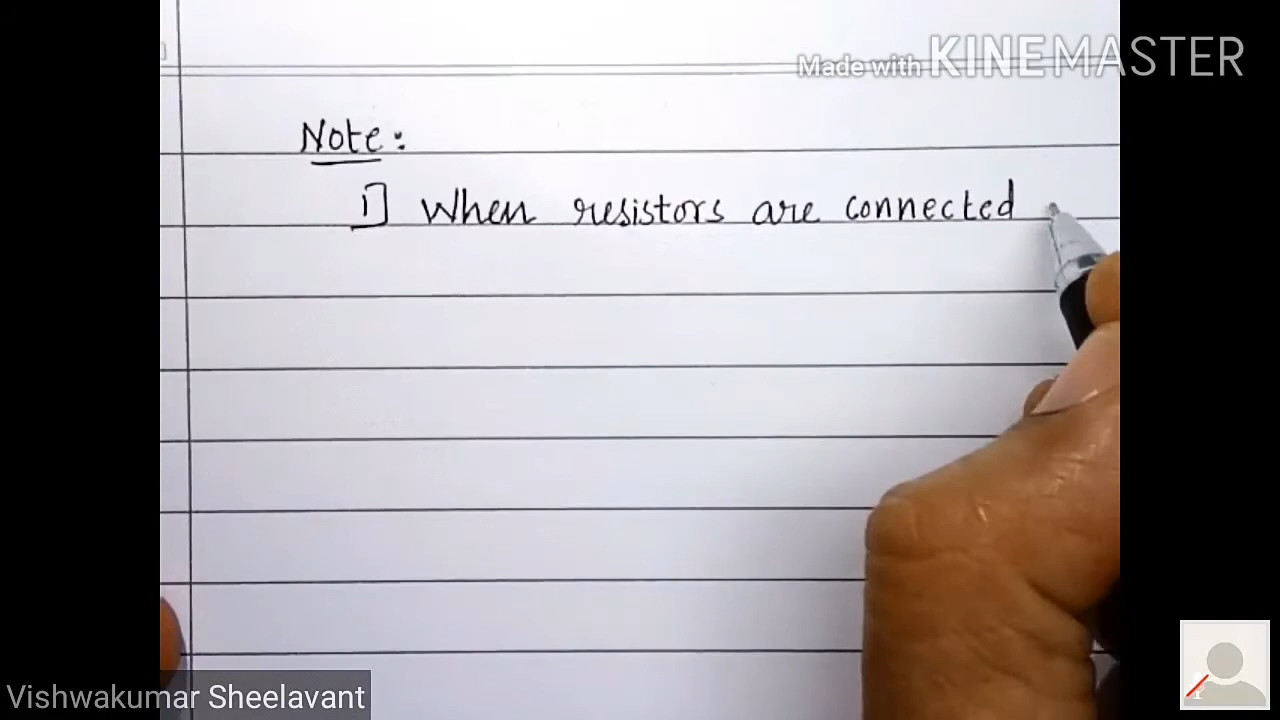 Made with KINEMASTER
Note:
1] When resistors are connected
Vishwakumar Sheelavant